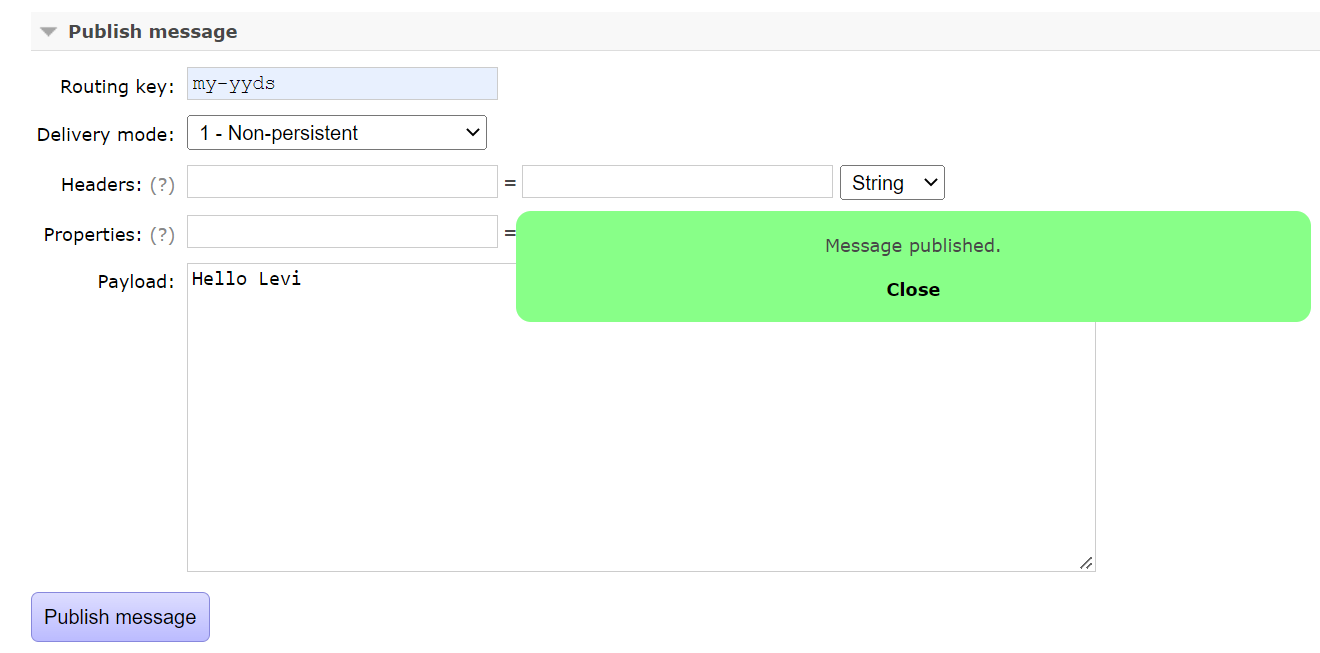 Publish message
Routing key: my-yyds
Delivery mode: 1 - Non-persistent
Headers: (?) = String
Properties: (?) =
Message published.
Payload: Hello Levi
Close
Publish message